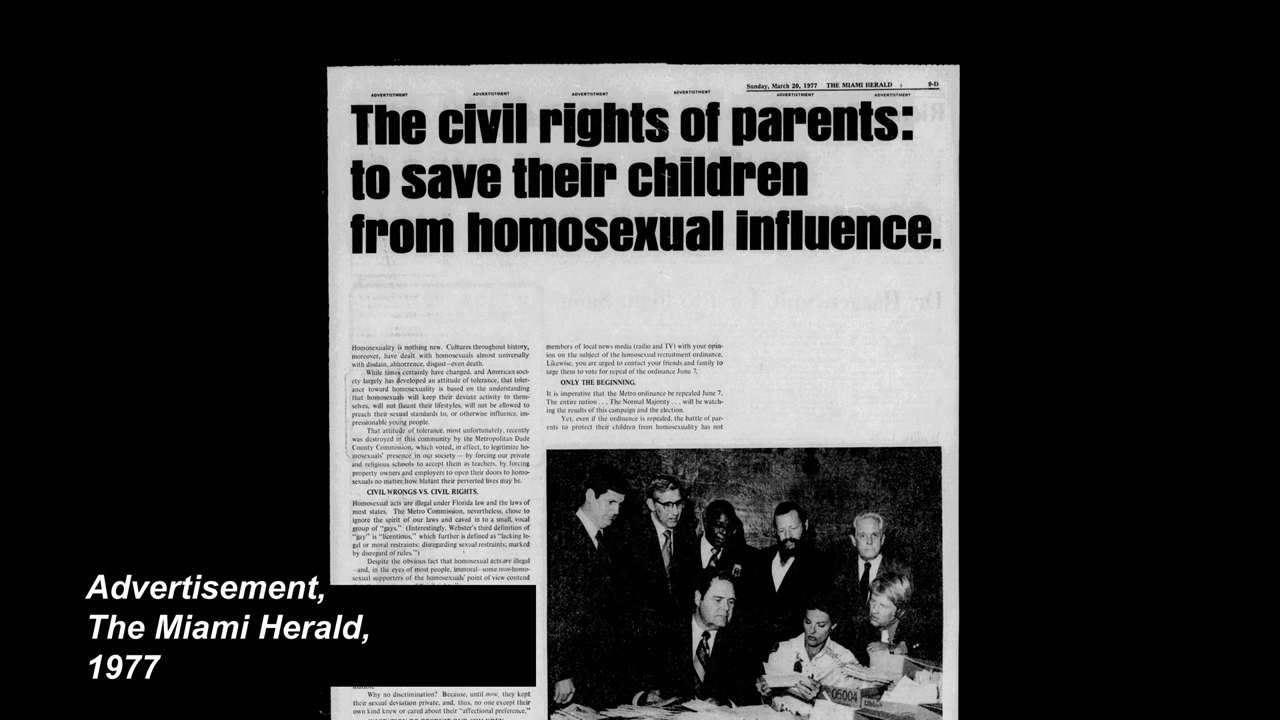 Sunday, March 20, 1977 THE MIAMI HERALD 9-D
ADVERTISTMENT ADVERTISTMENT ADVERTISTMENT ADVERTISTMENT ADVERTISTMENT ADVERTISTMENT
The civil rights of parents:
to save their children
from homosexual influence.
Homosexuality is nothing new. Cultures throughout history,
moreover, have dealt with homosexuals almost universally
with disdain, abhorrence, disgust—even death.
While times certainly have changed, and American soci-
ety largely has developed an attitude of tolerance, that toler-
ance toward homosexuality is based on the understanding
that homosexuals will keep their deviate activity to them-
selves, will not flaunt their lifestyles, will not be allowed to
preach their sexual standards to, or otherwise influence, im-
pressionable young people.
That attitude of tolerance, most unfortunately, recently
was destroyed in this community by the Metropolitan Dade
County Commission, which voted, in effect, to legitimize ho-
mosexuals' presence in our society — by forcing our private
and religious schools to accept them as teachers, by forcing
property owners and employers to open their doors to homo-
sexuals no matter how blatant their perverted lives may be.
CIVIL WRONGS VS. CIVIL RIGHTS.
Homosexual acts are illegal under Florida law and the laws of
most states. The Metro Commission, nevertheless, chose to
ignore the spirit of our laws and caved in to a small, vocal
group of "gays." (Interestingly, Webster's third definition of
"gay" is "licentious," which further is defined as "lacking le-
gal or moral restraints; disregarding sexual restraints; marked
by disregard of rules.")
Despite the obvious fact that homosexual acts are illegal
—and, in the eyes of most people, immoral—some non-homo-
sexual supporters of the homosexuals' point of view contend
Why no discrimination? Because, until now, they kept
their sexual deviation private, and, thus, no one except their
own kind knew or cared about their "affectional preference."
members of local news media (radio and TV) with your opin-
ion on the subject of the homosexual recruitment ordinance.
Likewise, you are urged to contact your friends and family to
urge them to vote for repeal of the ordinance June 7.
ONLY THE BEGINNING.
It is imperative that the Metro ordinance be repealed June 7.
The entire nation . . . The Normal Majority . . . will be watch-
ing the results of this campaign and the election.
Yet, even if the ordinance is repealed, the battle of par-
ents to protect their children from homosexuality has not
05004
Advertisement,
The Miami Herald,
1977